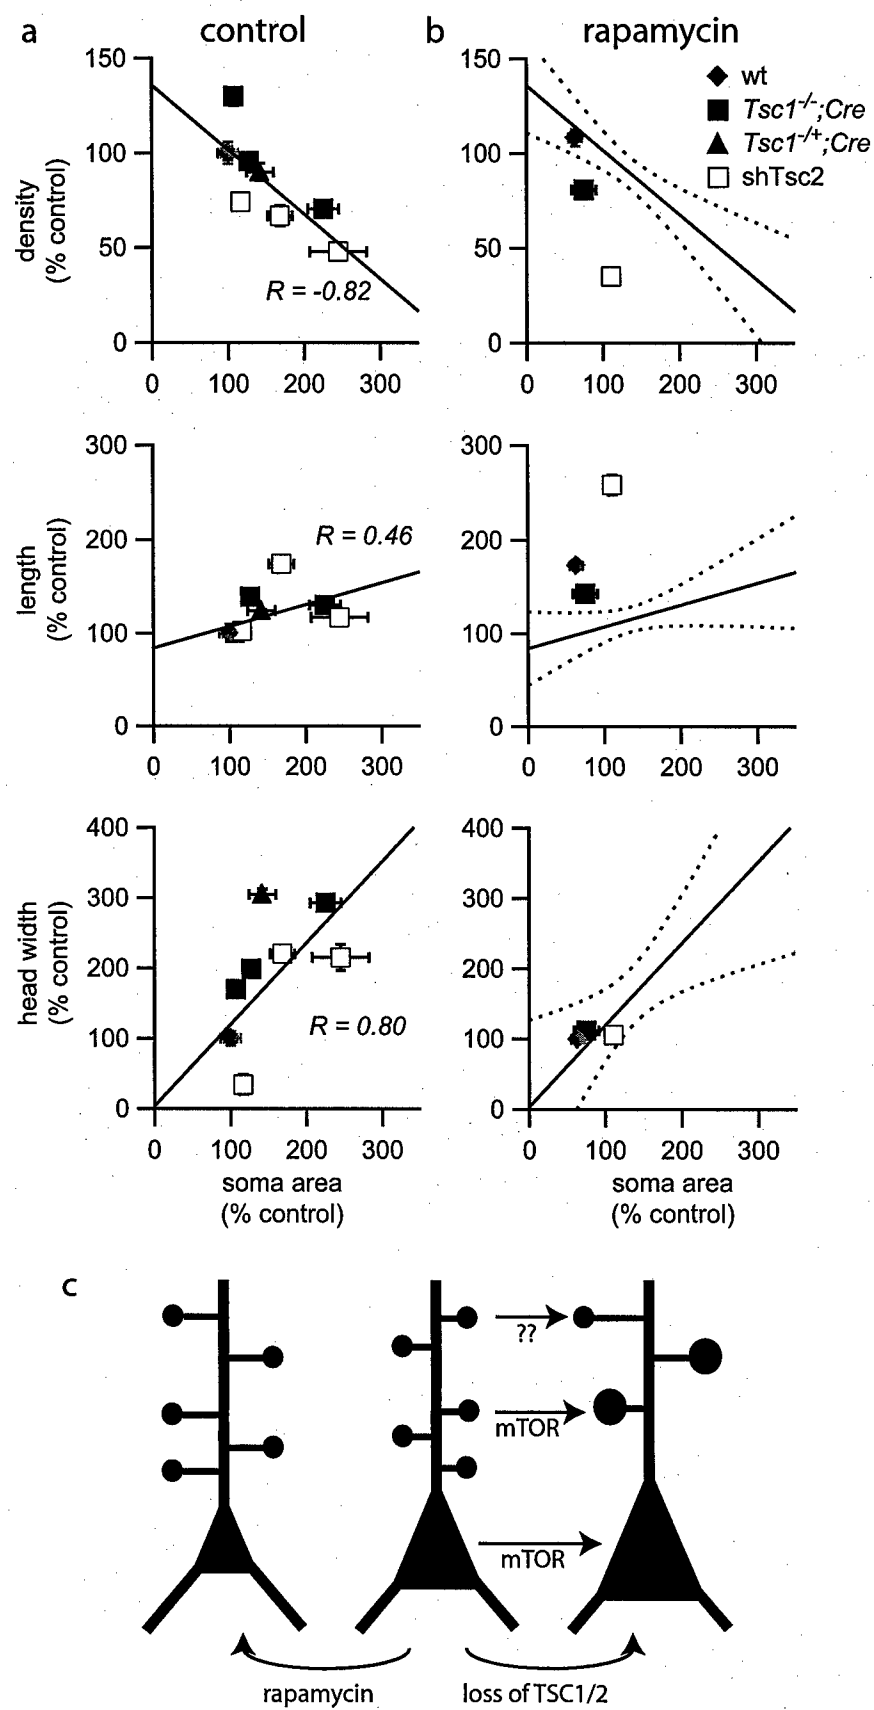 a
control
b
rapamycin
150
100
50
0
density
(% control)
R = -0.82
0
100
200
300
150
100
50
0
wt
Tsc1-/-;Cre
Tsc1-/+;Cre
shTsc2
0
100
200
300
300
200
100
0
length
(% control)
R = 0.46
0
100
200
300
300
200
100
0
0
100
200
300
400
300
200
100
0
head width
(% control)
R = 0.80
0
100
200
300
soma area
(% control)
400
300
200
100
0
0
100
200
300
soma area
(% control)
c
??
mTOR
mTOR
rapamycin
loss of TSC1/2